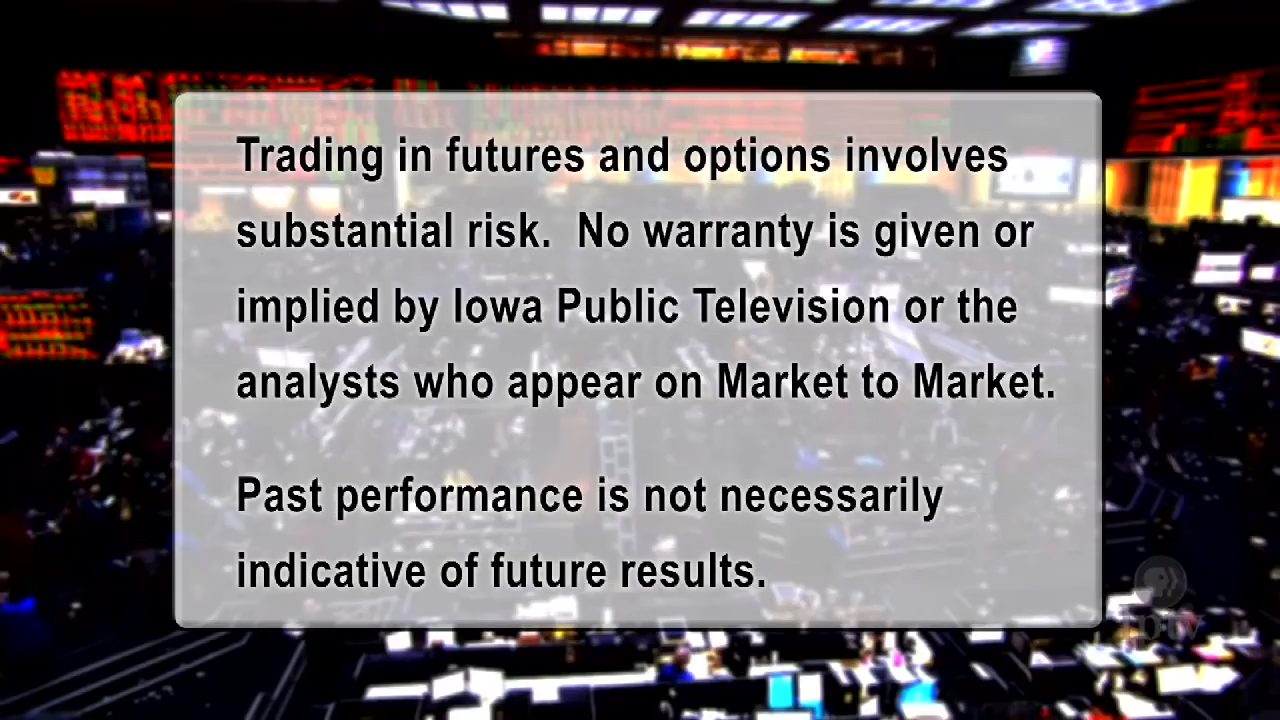 Trading in futures and options involves
substantial risk.  No warranty is given or
implied by Iowa Public Television or the
analysts who appear on Market to Market.
Past performance is not necessarily
indicative of future results.
iptv